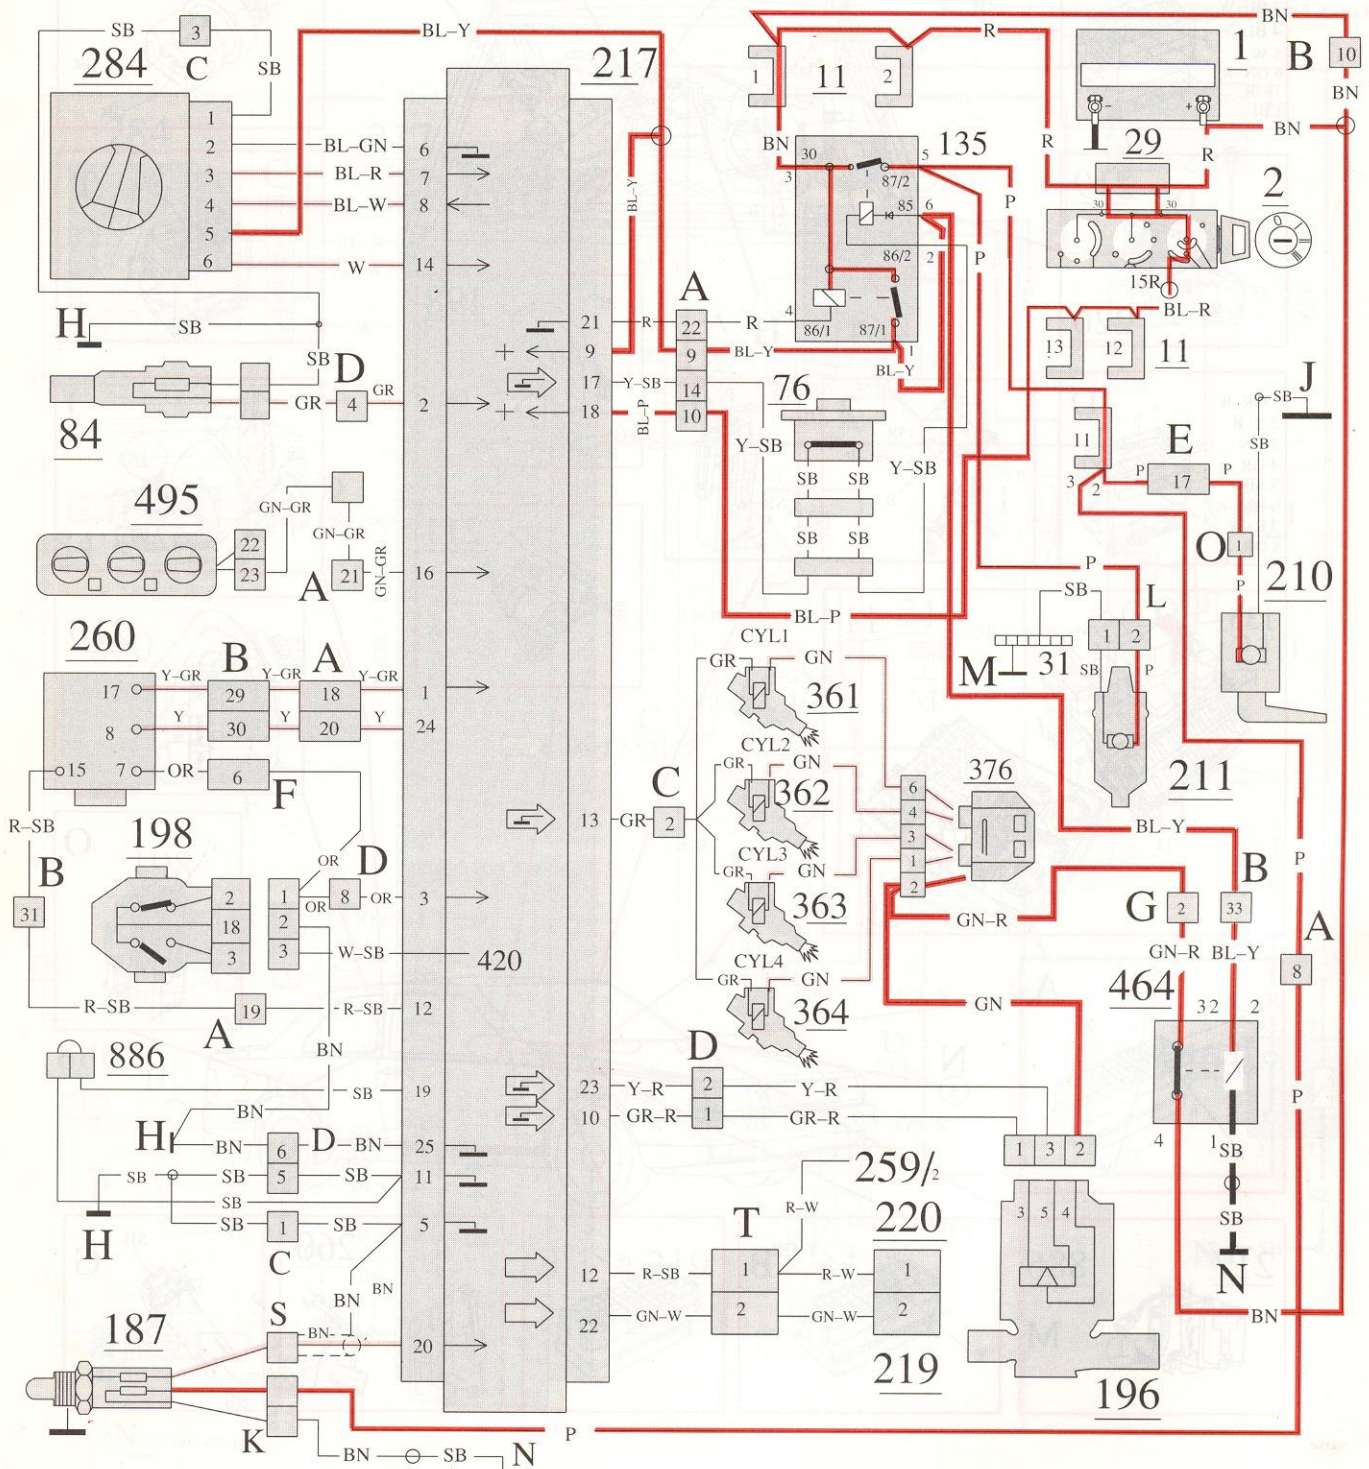 SB 3 BL–Y BN
284 C SB 217 1 11 2 R 1 B 10
BN
1
2 BL–GN 6
3 BL–R 7
4 BL–W 8
5
6 W 14
BL–Y
BN 30 3 135 5 87/2 85 6 86/2 2
R 29 R BN
30 30 2
0
15R
BL–R
P P
H SB
SB
A
21 R 22 R 4 86/1 87/1 1
9 9 BL–Y BL–Y
17 Y–SB 14 76
18 BL–P 10
13 12 11
J
SB
84 GR D 4 GR 2
Y–SB SB SB Y–SB
SB SB
11 3 2
E P 17 P
SB
495 GN–GR GN–GR
22
23
A 21 GN–GR 16
O 1 P 210
BL–P
P L
SB 1 2
M 31 SB P
211
260 B A
17 Y–GR 29 Y–GR 18 Y–GR 1
8 Y 30 Y 20 Y 24
15 7 OR 6 F
R–SB
CYL1 GR GN 361
CYL2 GN GR 362
CYL3 GR GN 363
CYL4 GR GN 364
13 GR C 2
6
4
3
1
2
376
BL–Y
P
198 OR D
B 31
2
18
3
1 OR 8 OR 3
2
3 W–SB 420
GN–R G 2 B 33 A 8
GN–R BL–Y
GN
464 3 2 2
4 1
R–SB 19 R–SB 12
A
BN
886
SB 19
BN
H BN 6 D BN 25
SB 5 SB 11
SB
H SB 1 SB 5
C
D
23 Y–R 2 Y–R
10 GR–R 1 GR–R
1 3 2
3 5 4
P
SB
SB
N
BN
259/2
R–W 220
T
12 R–SB 1 R–W 1
22 GN–W 2 GN–W 2
219
196
BN BN
187 S BN– 20
K BN SB N
P